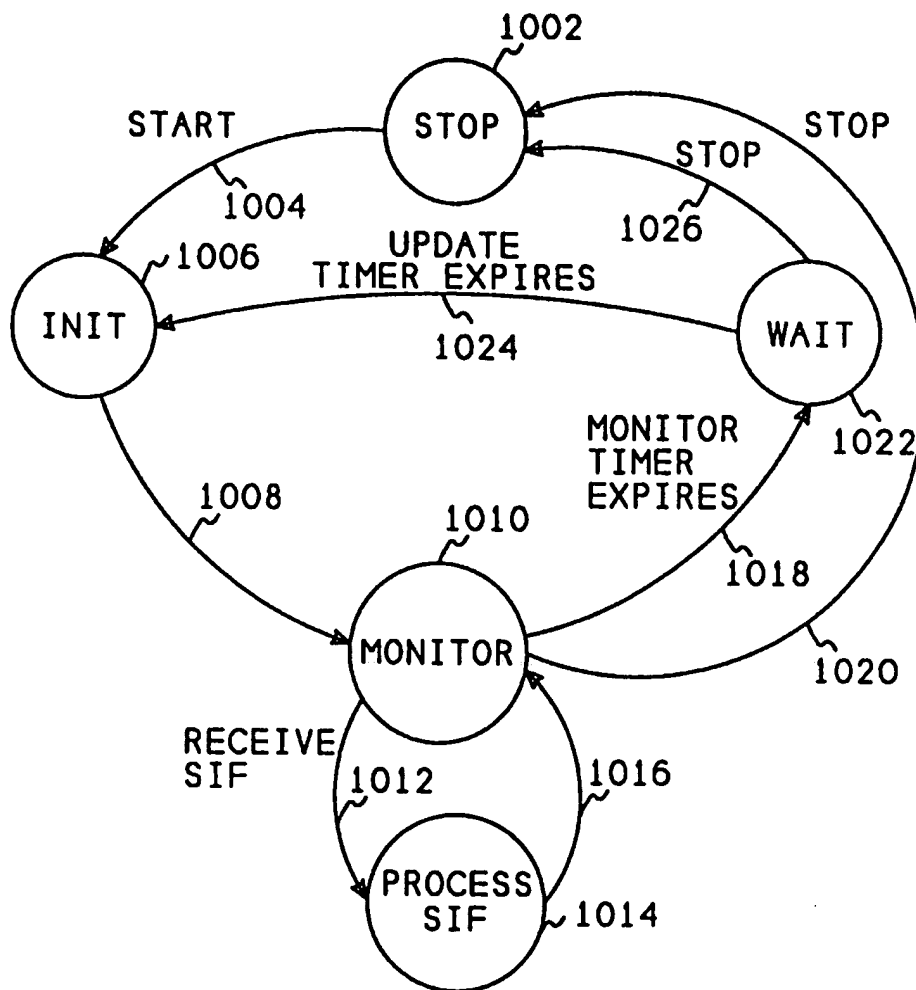 1002
START
STOP
STOP
STOP
1004
1026
1006
UPDATE
TIMER EXPIRES
INIT
1024
WAIT
1022
MONITOR
TIMER
EXPIRES
1008
1010
1018
MONITOR
1020
RECEIVE
SIF
1012
1016
PROCESS
SIF
1014